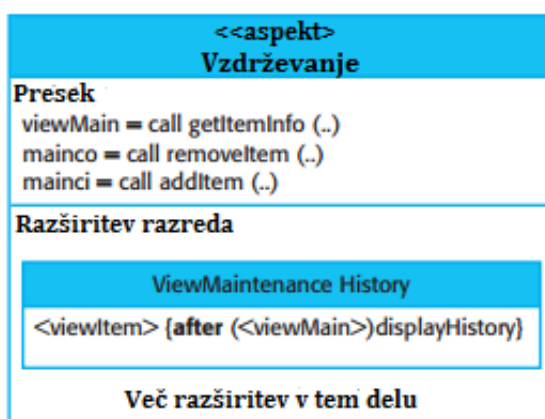 <<aspekt>
Vzdrževanje
Presek
viewMain = call getItemInfo (..)
mainco = call removeItem (..)
mainci = call addItem (..)
Razširitev razreda
ViewMaintenance History
<viewItem> {after (<viewMain>)displayHistory}
Več razširitev v tem delu